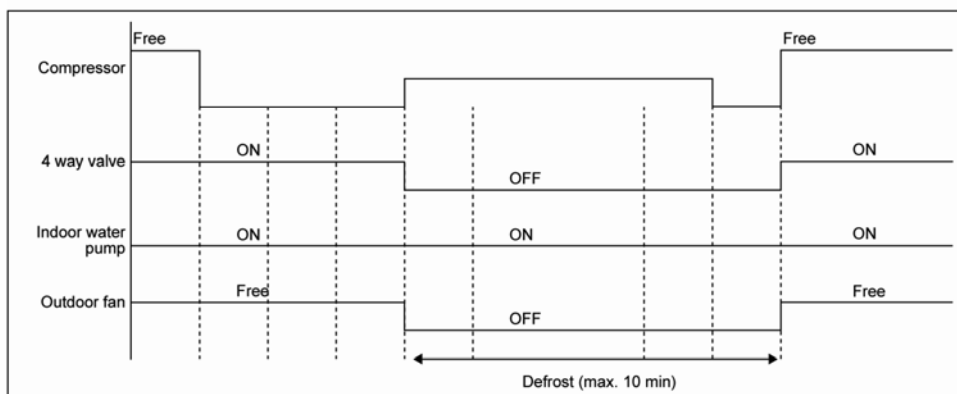 Free
Free
Compressor
ON
ON
4 way valve
OFF
Indoor water
pump
ON
ON
ON
Free
Free
Outdoor fan
OFF
Defrost (max. 10 min)